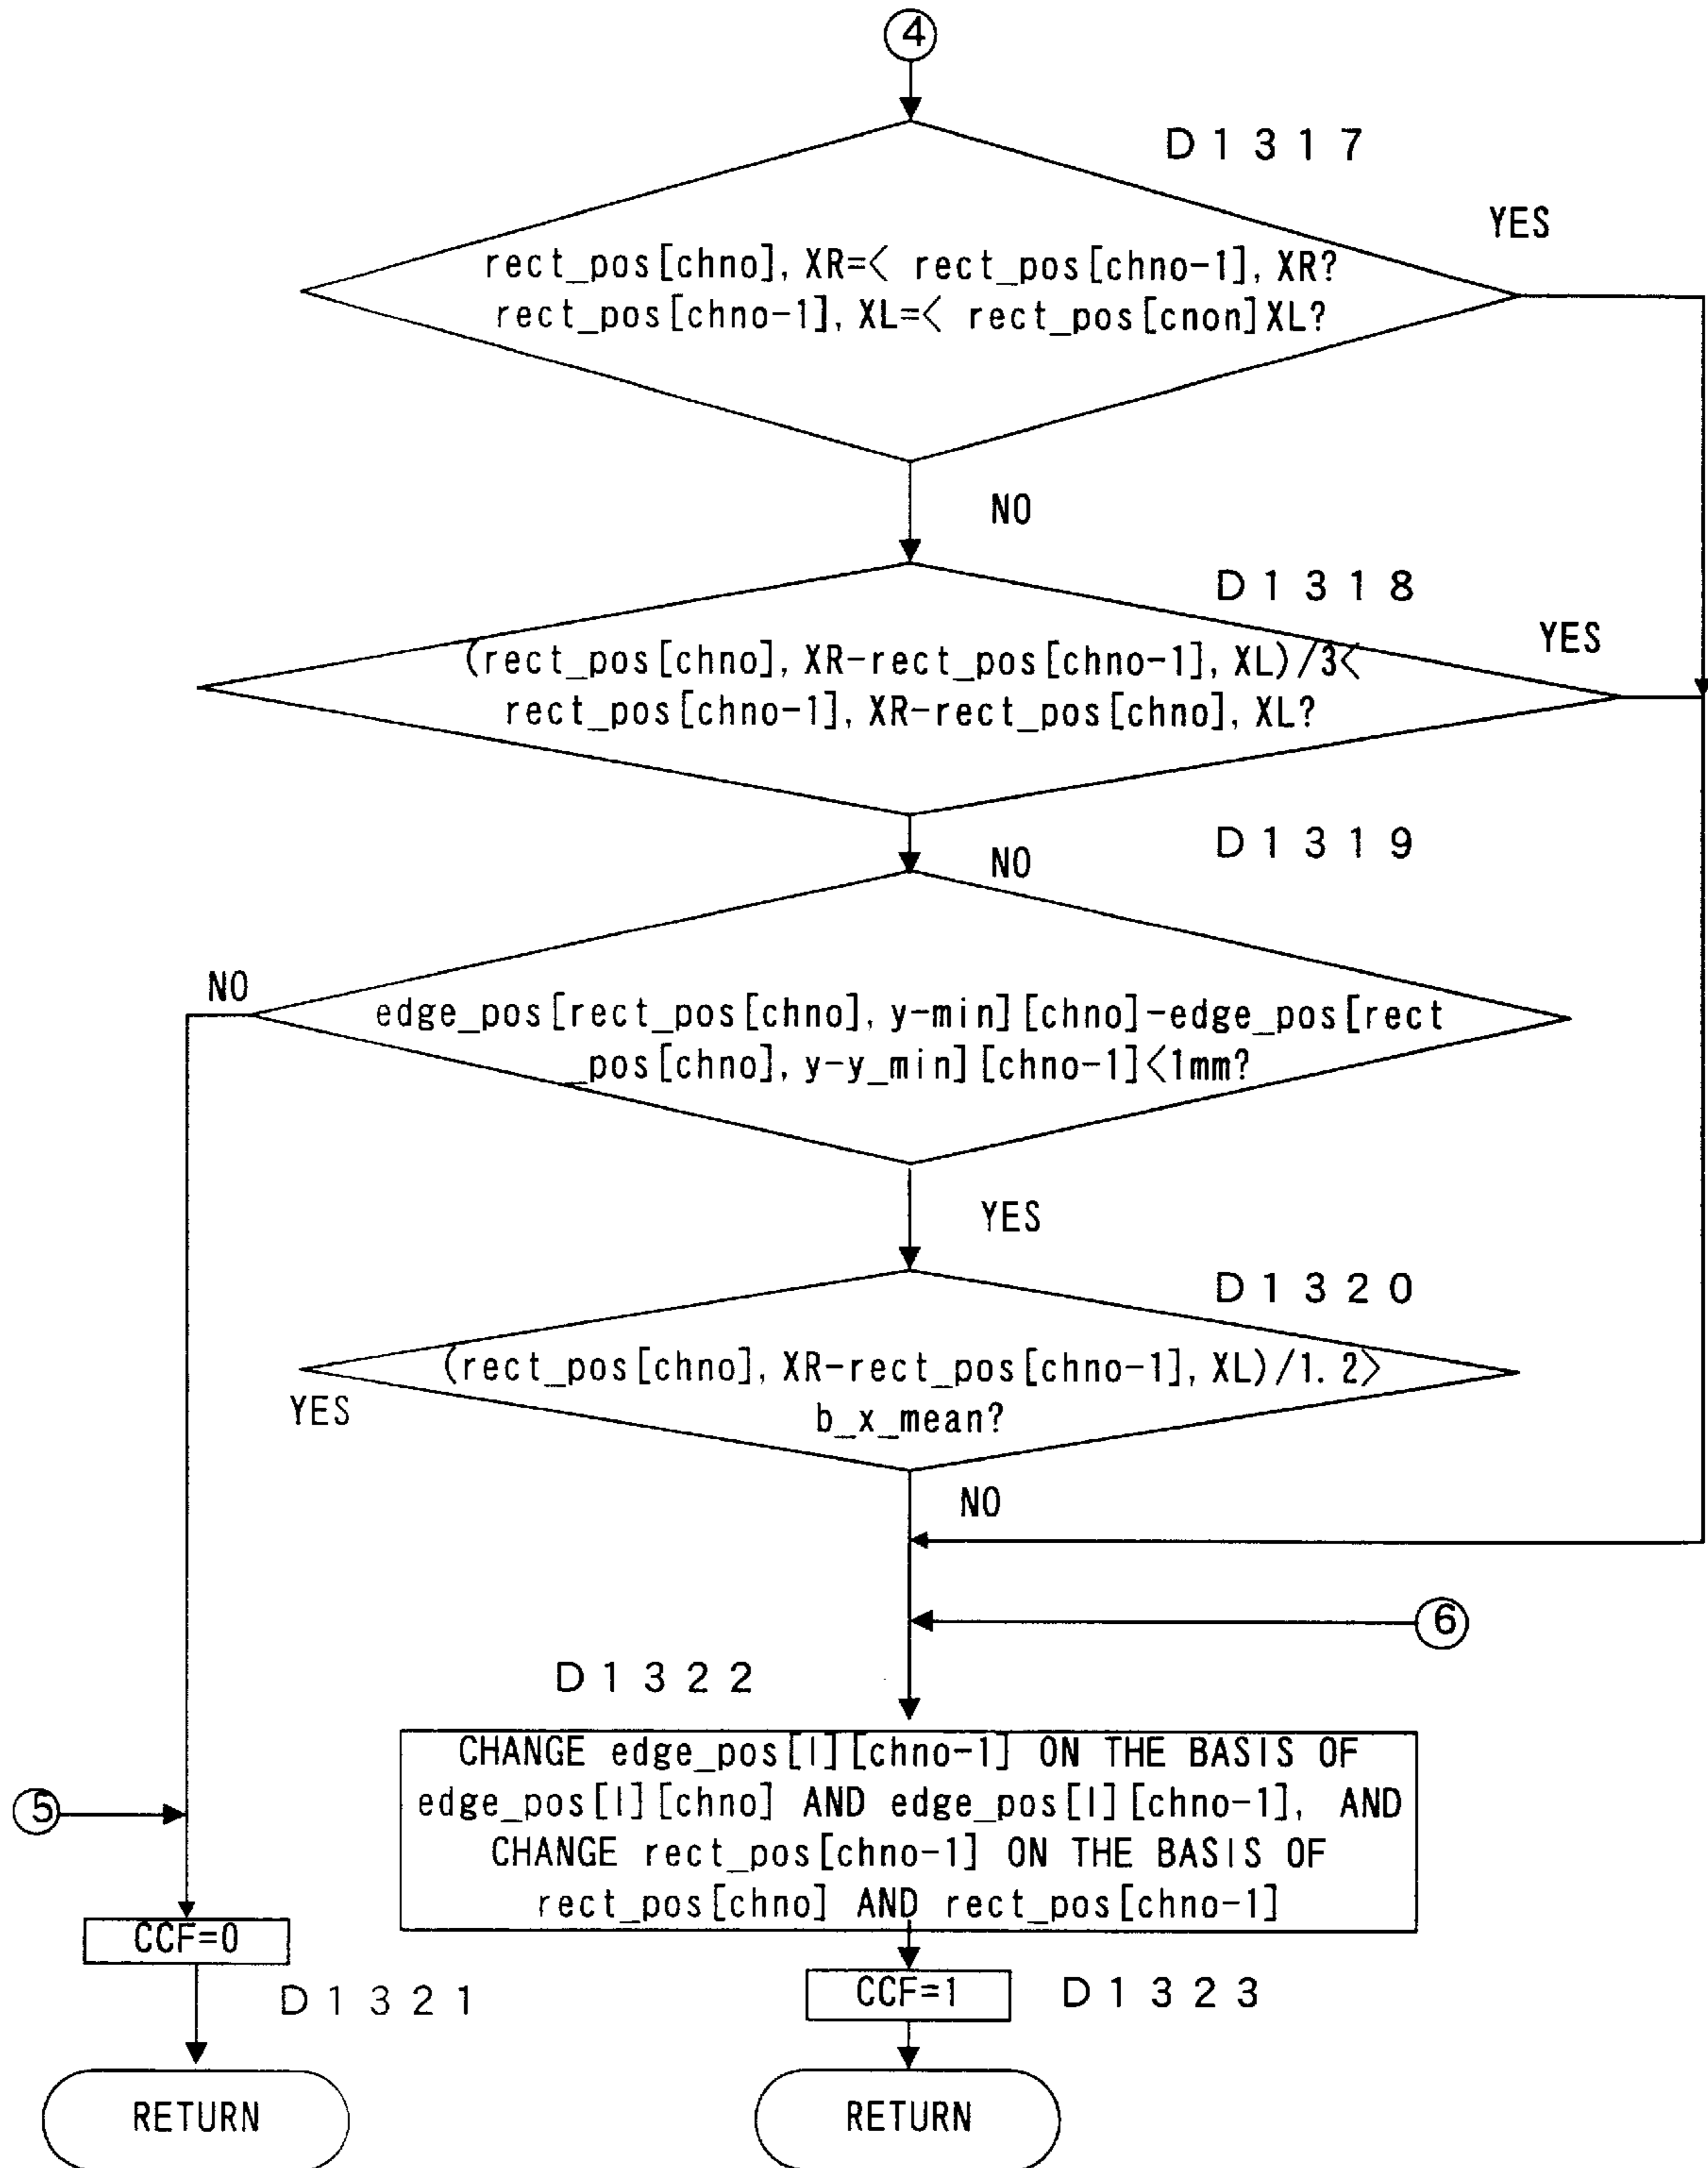 4
D1317
YES
rect_pos[chno], XR=< rect_pos[chno-1], XR?
rect_pos[chno-1], XL=< rect_pos[cnon]XL?
NO
D1318
YES
(rect_pos[chno], XR-rect_pos[chno-1], XL)/3<
rect_pos[chno-1], XR-rect_pos[chno], XL?
D1319
NO
NO
edge_pos[rect_pos[chno], y-min][chno]-edge_pos[rect
_pos[chno], y-y_min][chno-1]<1mm?
YES
D1320
(rect_pos[chno], XR-rect_pos[chno-1], XL)/1.2>
b_x_mean?
YES
NO
6
D1322
CHANGE edge_pos[l][chno-1] ON THE BASIS OF
edge_pos[l][chno] AND edge_pos[l][chno-1], AND
CHANGE rect_pos[chno-1] ON THE BASIS OF
rect_pos[chno] AND rect_pos[chno-1]
5
CCF=0
D1321
CCF=1
D1323
RETURN
RETURN